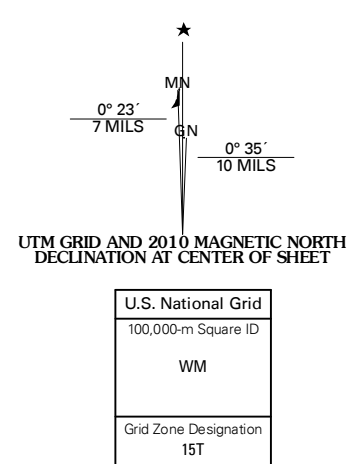 MN
0° 23´
7 MILS
GN
0° 35´
10 MILS
UTM GRID AND 2010 MAGNETIC NORTH
DECLINATION AT CENTER OF SHEET
U.S. National Grid
100,000-m Square ID
WM
Grid Zone Designation
15T